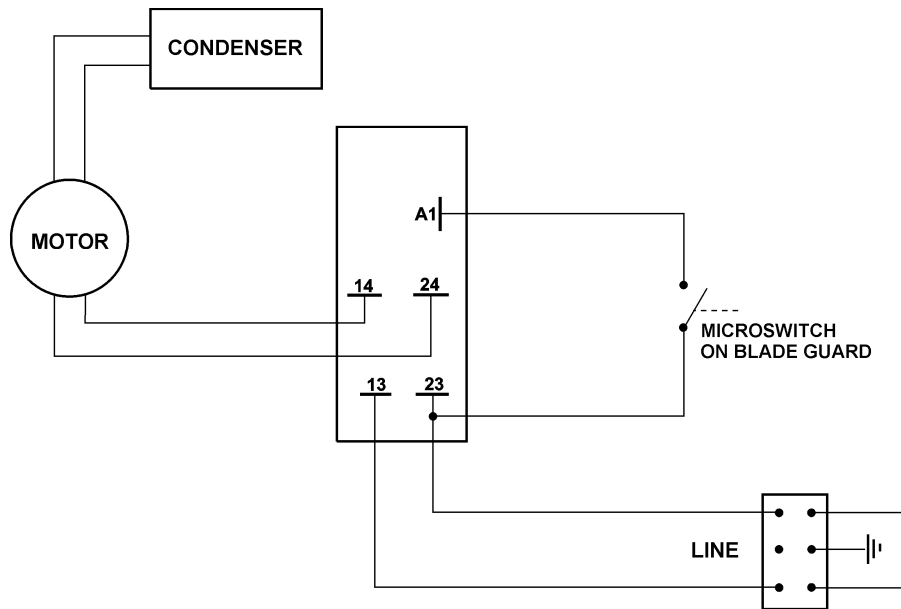 CONDENSER
A1
MOTOR
14
24
MICROSWITCH
ON BLADE GUARD
13
23
LINE